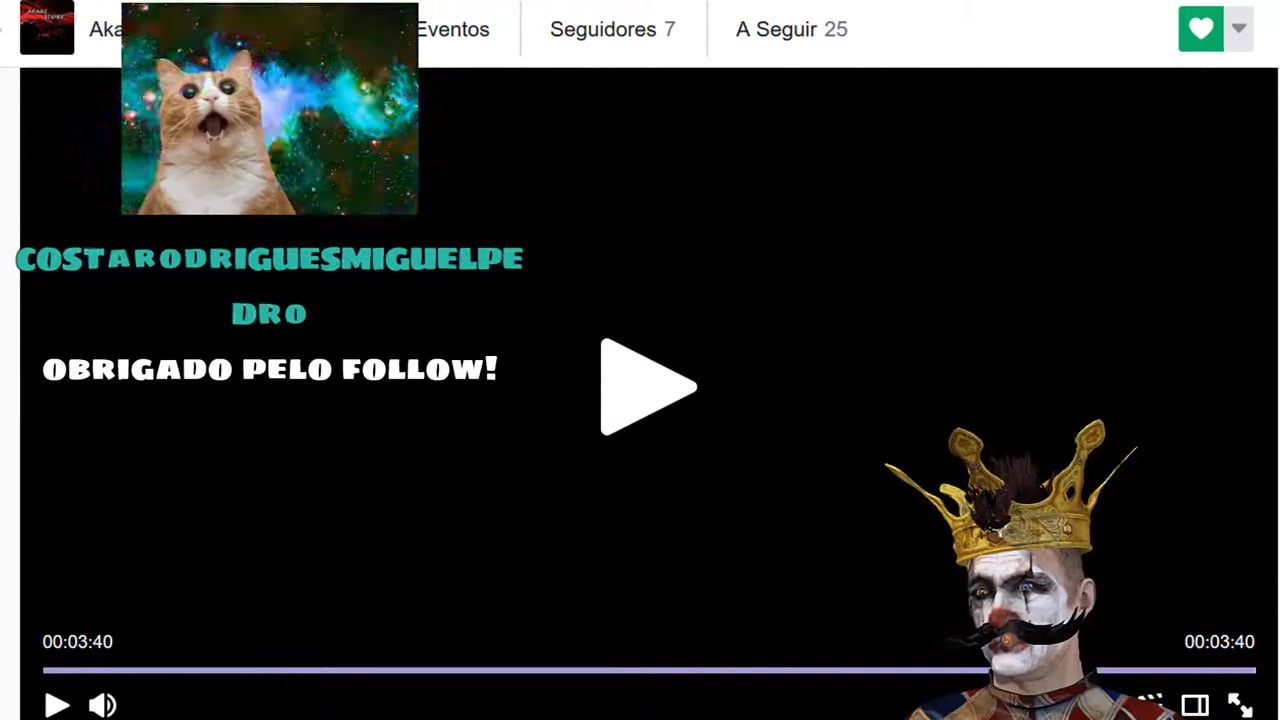 Aka
Eventos
Seguidores 7
A Seguir 25
COSTARODRIGUESMIGUELPE
DRO
OBRIGADO PELO FOLLOW!
00:03:40
00:03:40